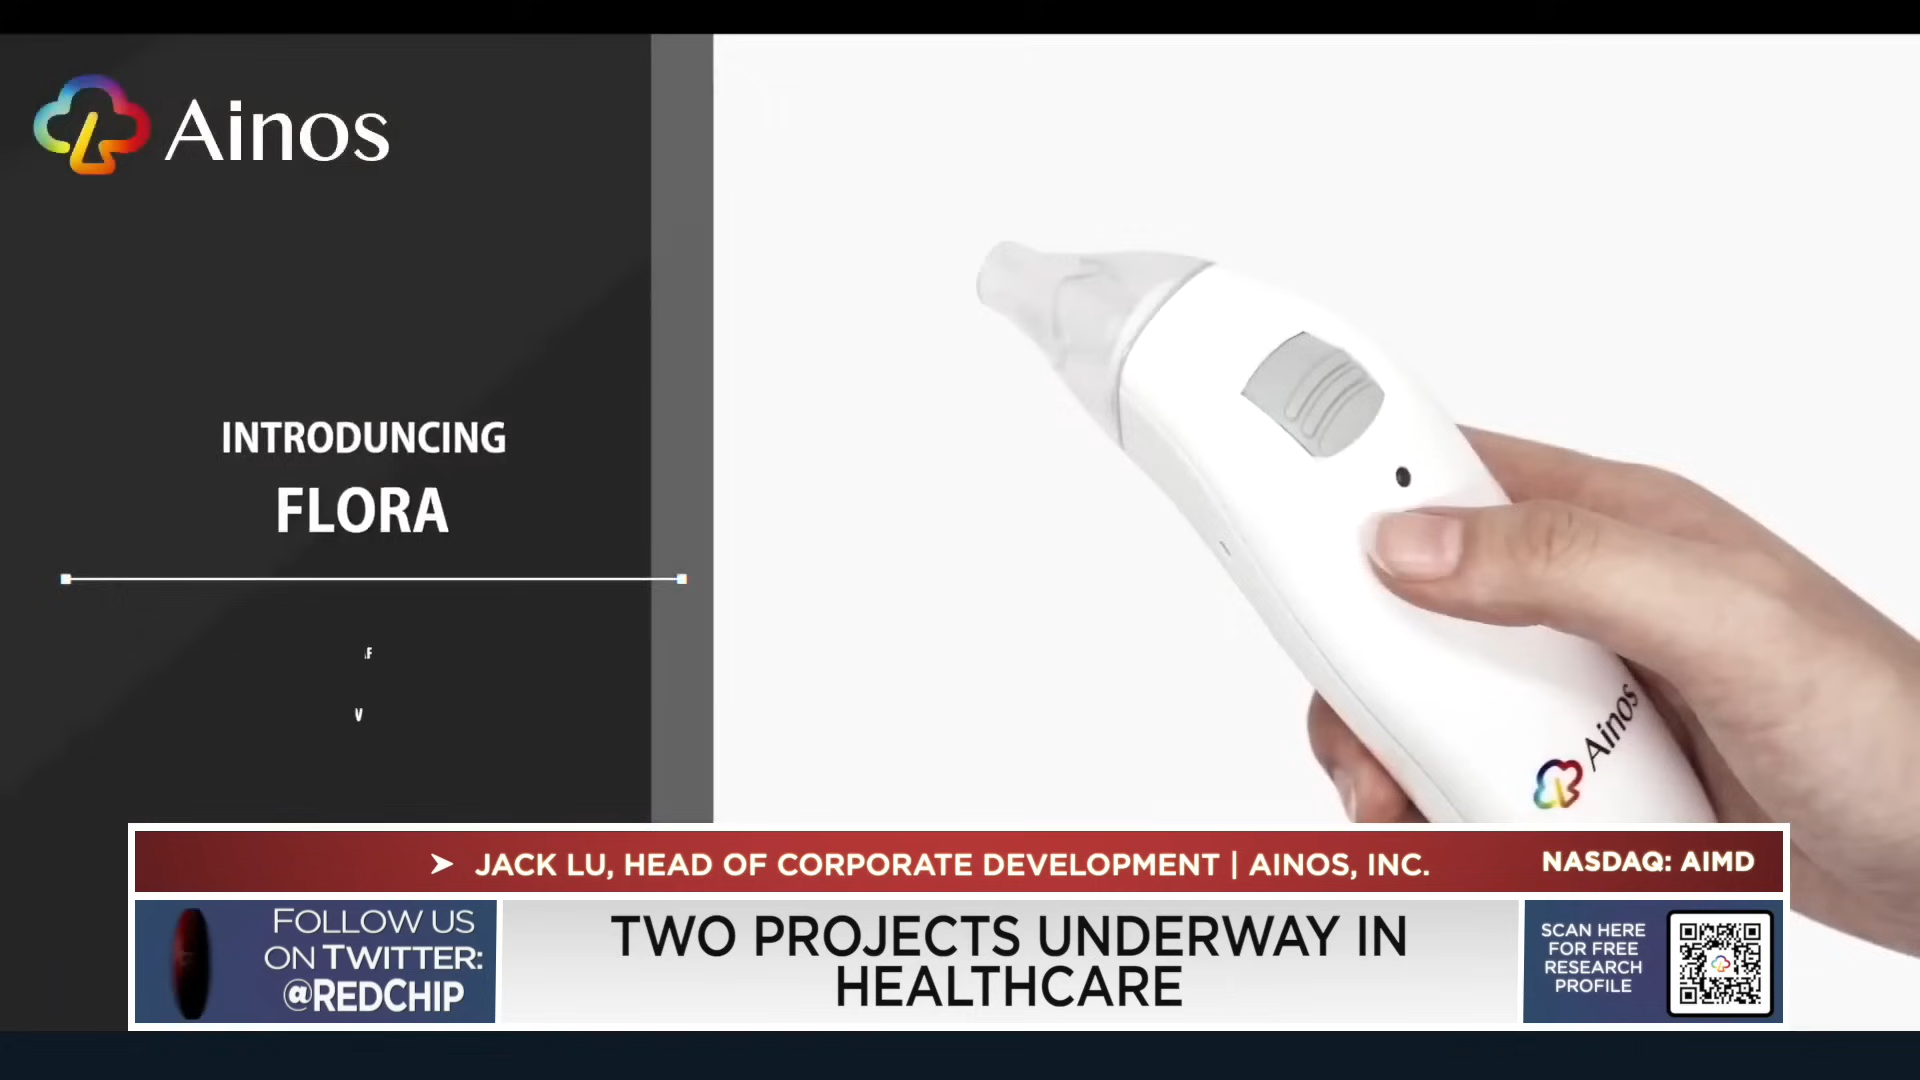 Ainos
INTRODUNCING
FLORA
F
V
Ainos
➤ JACK LU, HEAD OF CORPORATE DEVELOPMENT | AINOS, INC.
NASDAQ: AIMD
FOLLOW US
ON TWITTER:
@REDCHIP
TWO PROJECTS UNDERWAY IN
HEALTHCARE
SCAN HERE
FOR FREE
RESEARCH
PROFILE